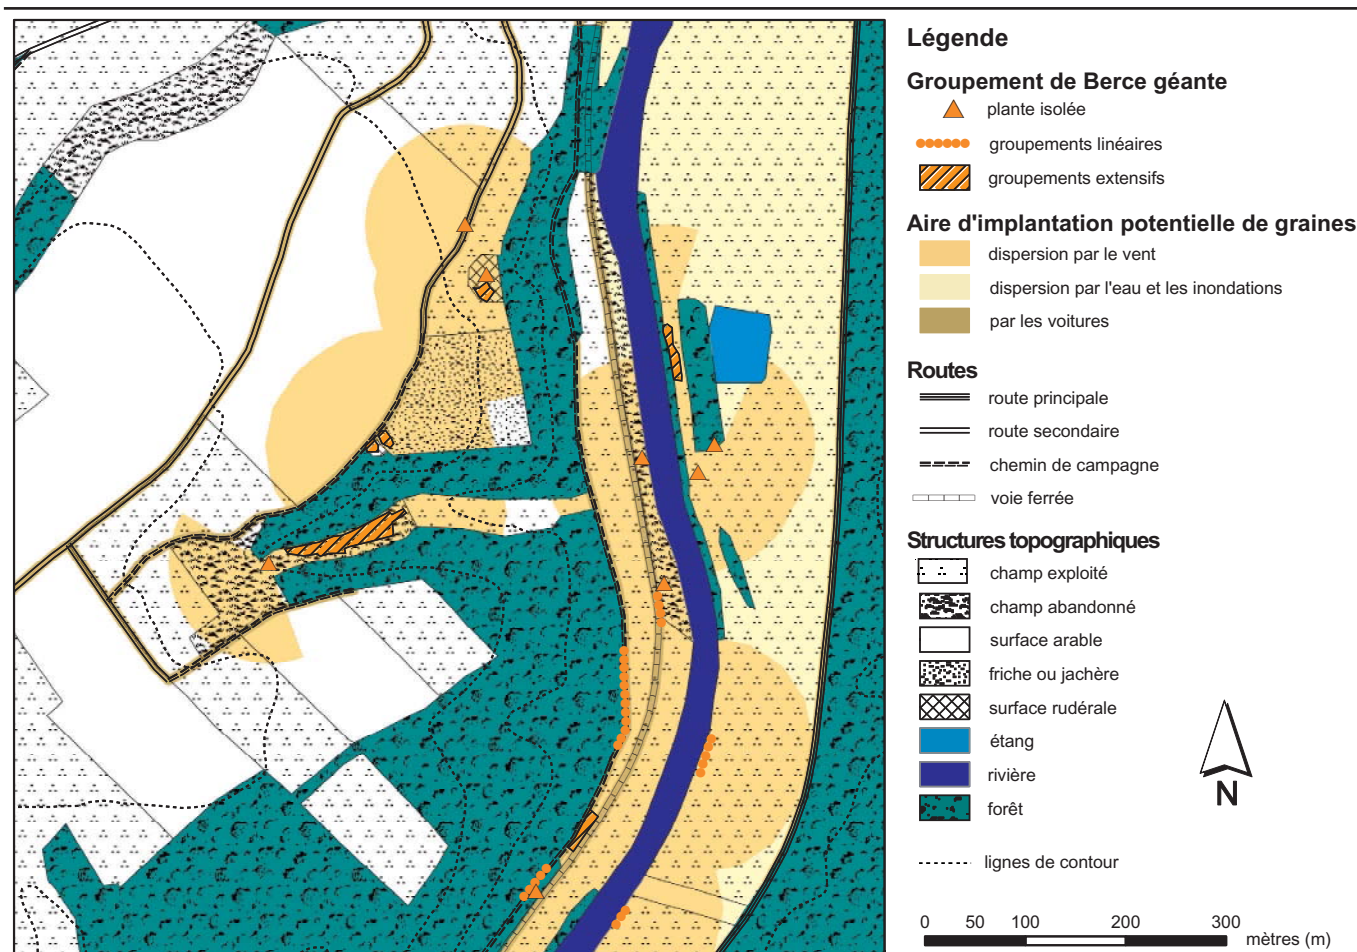 Légende
Groupement de Berce géante
plante isolée
groupements linéaires
groupements extensifs
Aire d'implantation potentielle de graines
dispersion par le vent
dispersion par l'eau et les inondations
par les voitures
Routes
route principale
route secondaire
chemin de campagne
voie ferrée
Structures topographiques
champ exploité
champ abandonné
surface arable
friche ou jachère
surface rudérale
étang
rivière
forêt
lignes de contour
N
0 50 100 200 300
mètres (m)